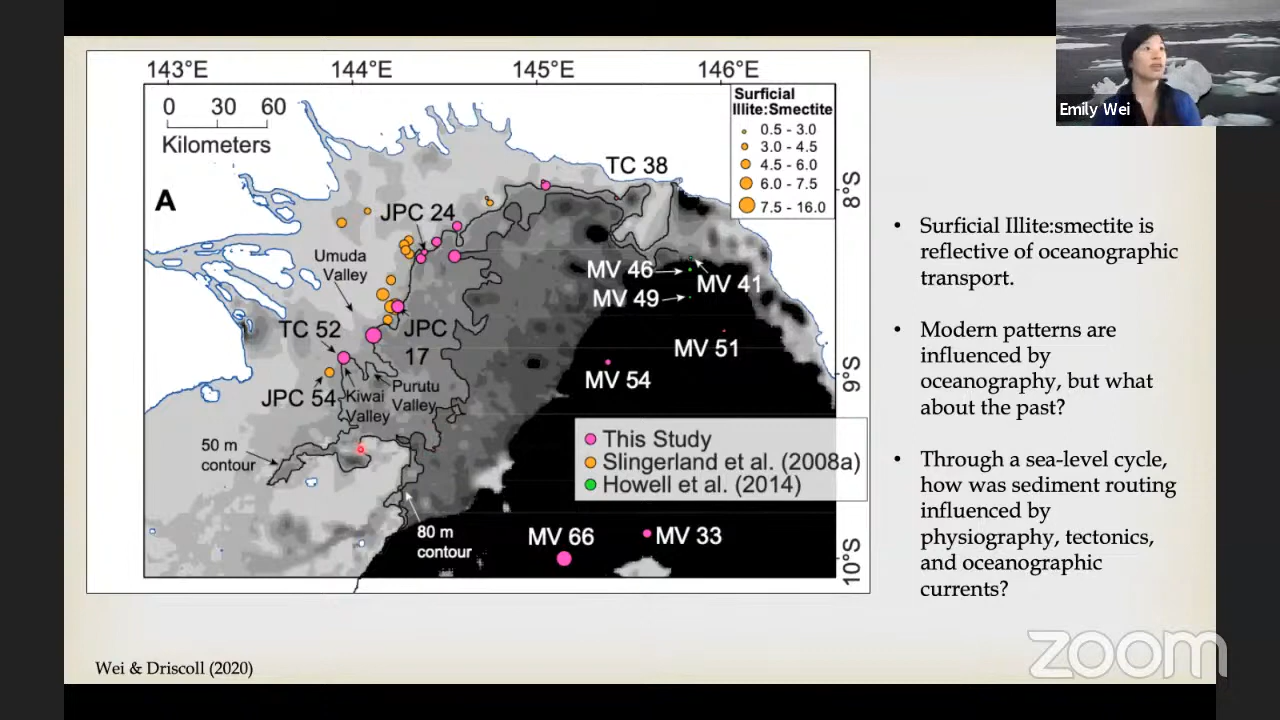 143°E 144°E 145°E 146°E
0 30 60
Kilometers
A
Surficial
Illite:Smectite
0.5 - 3.0
3.0 - 4.5
4.5 - 6.0
6.0 - 7.5
7.5 - 16.0
TC 38
JPC 24
Umuda
Valley
MV 46
MV 41
MV 49
TC 52
JPC
17
MV 51
MV 54
JPC 54
Kiwai
Valley
Purutu
Valley
50 m
contour
This Study
Slingerland et al. (2008a)
Howell et al. (2014)
80 m
contour
MV 66
MV 33
8°S
9°S
10°S
Emily Wei
• Surficial Illite:smectite is
reflective of oceanographic
transport.
• Modern patterns are
influenced by
oceanography, but what
about the past?
• Through a sea-level cycle,
how was sediment routing
influenced by
physiography, tectonics,
and oceanographic
currents?
Wei & Driscoll (2020)
zoom